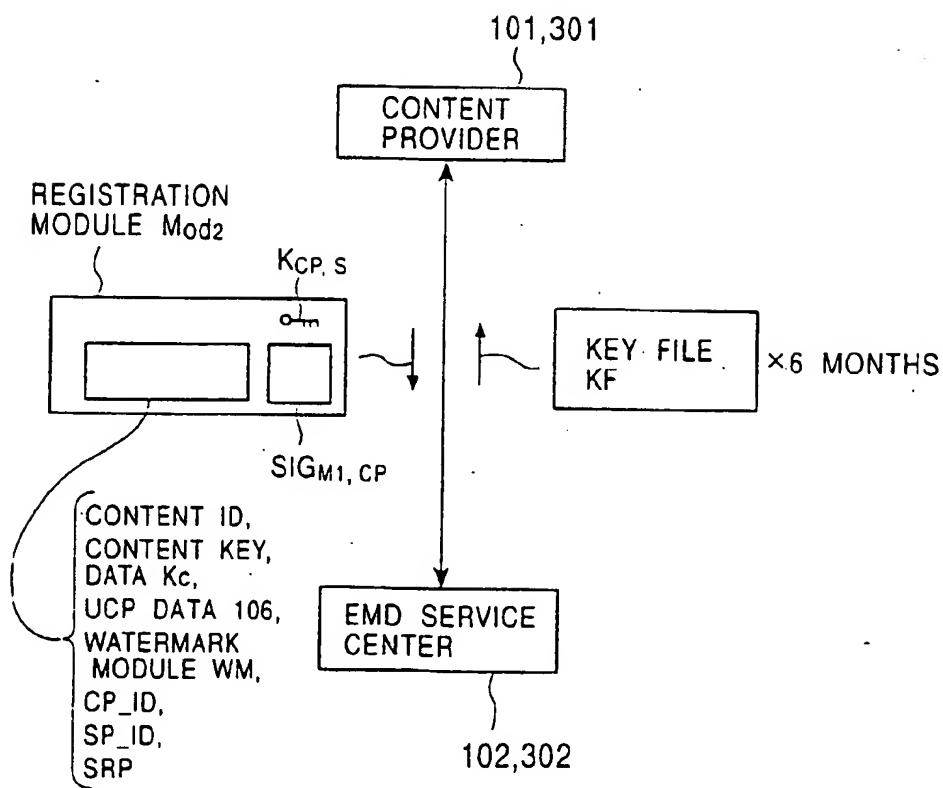 101,301
CONTENT
PROVIDER
REGISTRATION
MODULE Mod2
KCP, S
KEY FILE
KF
×6 MONTHS
SIGM1, CP
CONTENT ID,
CONTENT KEY,
DATA Kc,
UCP DATA 106,
WATERMARK
MODULE WM,
CP_ID,
SP_ID,
SRP
EMD SERVICE
CENTER
102,302